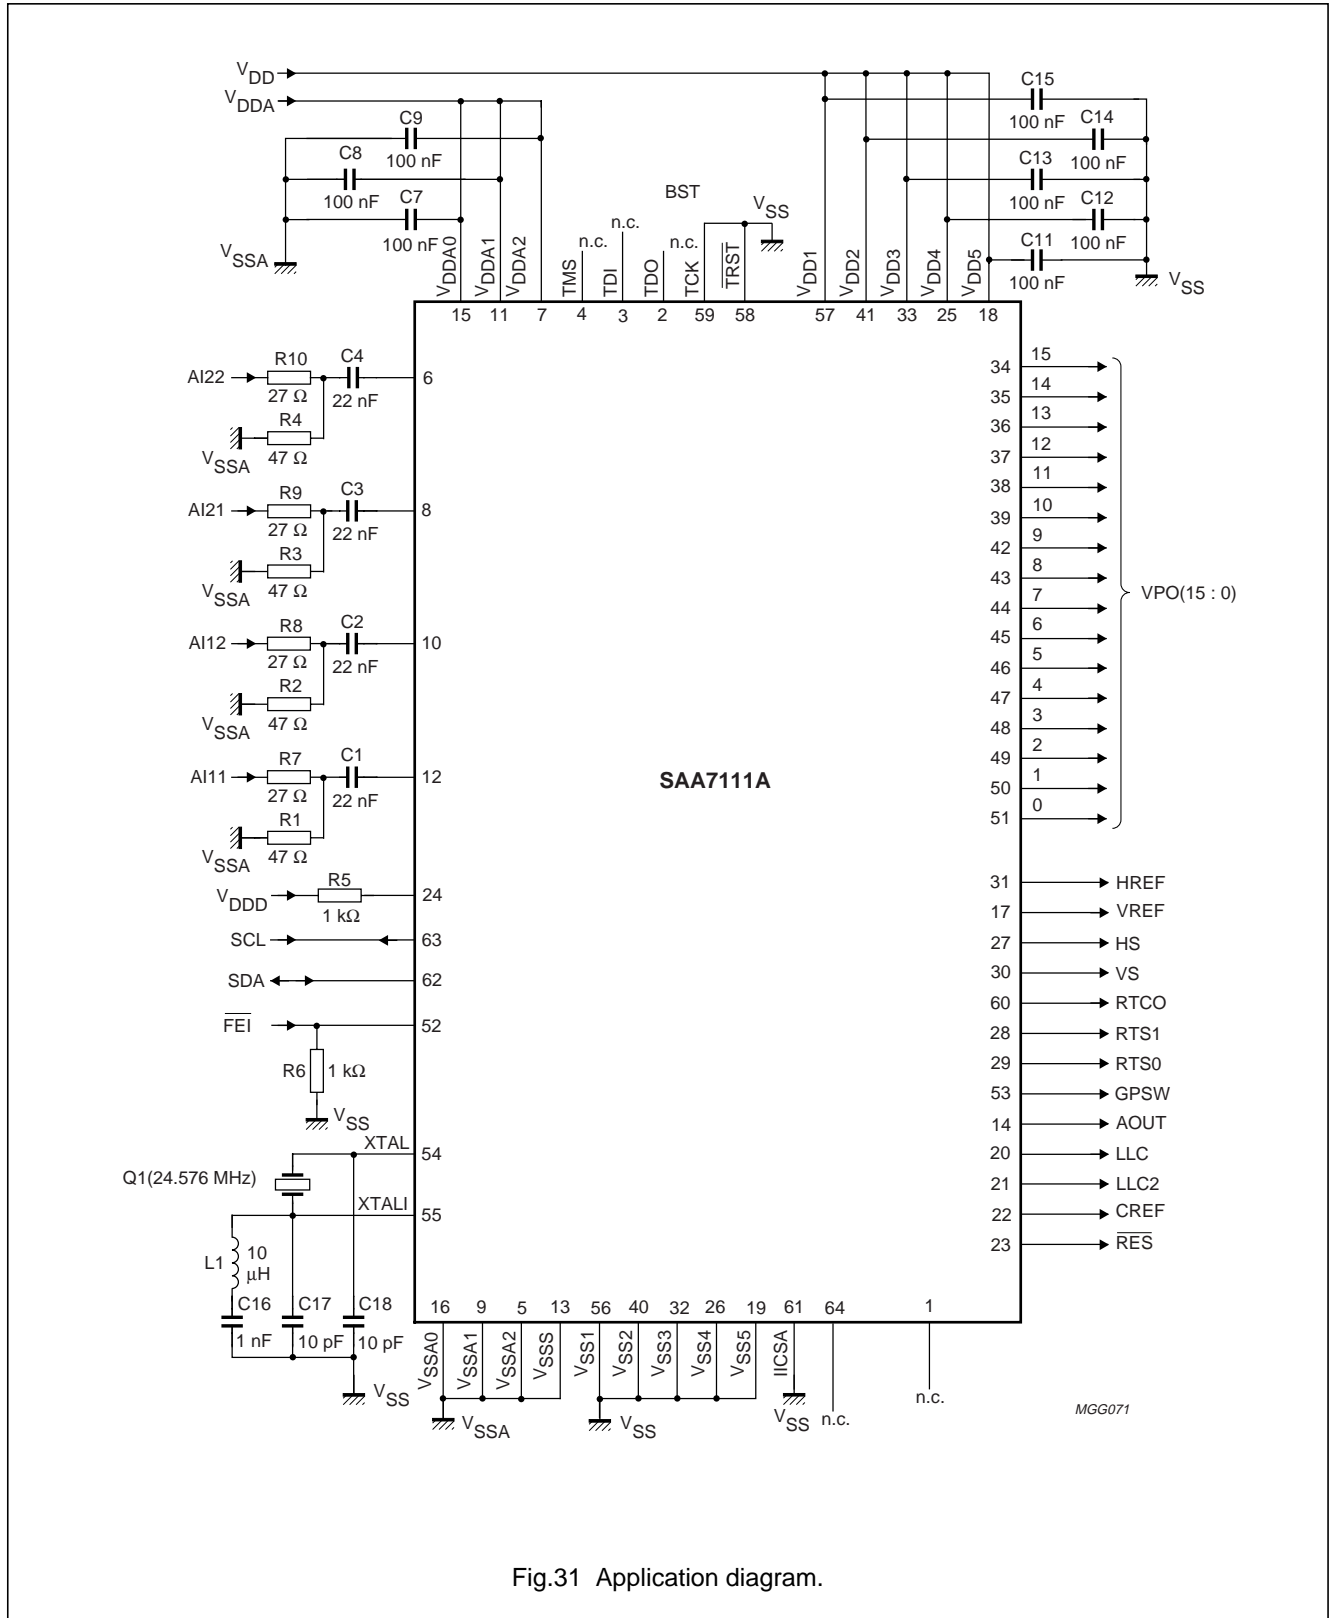 VDD
VDDA
C9
100 nF
C8
100 nF
C7
100 nF
VSSA
C15
100 nF
C14
100 nF
C13
100 nF
C12
100 nF
C11
100 nF
VSS
BST
VSS
n.c.
n.c.
n.c.
VDDA0
VDDA1
VDDA2
TMS
TDI
TDO
TCK
TRST
VDD1
VDD2
VDD3
VDD4
VDD5
15 11 7 4 3 2 59 58 57 41 33 25 18
AI22 R10 27 Ω C4 22 nF 6
R4 47 Ω VSSA
AI21 R9 27 Ω C3 22 nF 8
R3 47 Ω VSSA
AI12 R8 27 Ω C2 22 nF 10
R2 47 Ω VSSA
AI11 R7 27 Ω C1 22 nF 12
R1 47 Ω VSSA
VDDD R5 1 kΩ 24
SCL 63
SDA 62
FEI 52
R6 1 kΩ
VSS
XTAL 54
Q1(24.576 MHz)
XTALI 55
L1 10 μH
C16 1 nF
C17 10 pF
C18 10 pF
VSS
SAA7111A
34 15
35 14
36 13
37 12
38 11
39 10
42 9
43 8
44 7
45 6
46 5
47 4
48 3
49 2
50 1
51 0
VPO(15 : 0)
31 HREF
17 VREF
27 HS
30 VS
60 RTCO
28 RTS1
29 RTS0
53 GPSW
14 AOUT
20 LLC
21 LLC2
22 CREF
23 RES
16 9 5 13 56 40 32 26 19 61 64 1
VSSA0
VSSA1
VSSA2
VSSS
VSS1
VSS2
VSS3
VSS4
VSS5
IICSA
VSSA
VSS
VSS
n.c.
n.c.
MGG071
Fig.31 Application diagram.